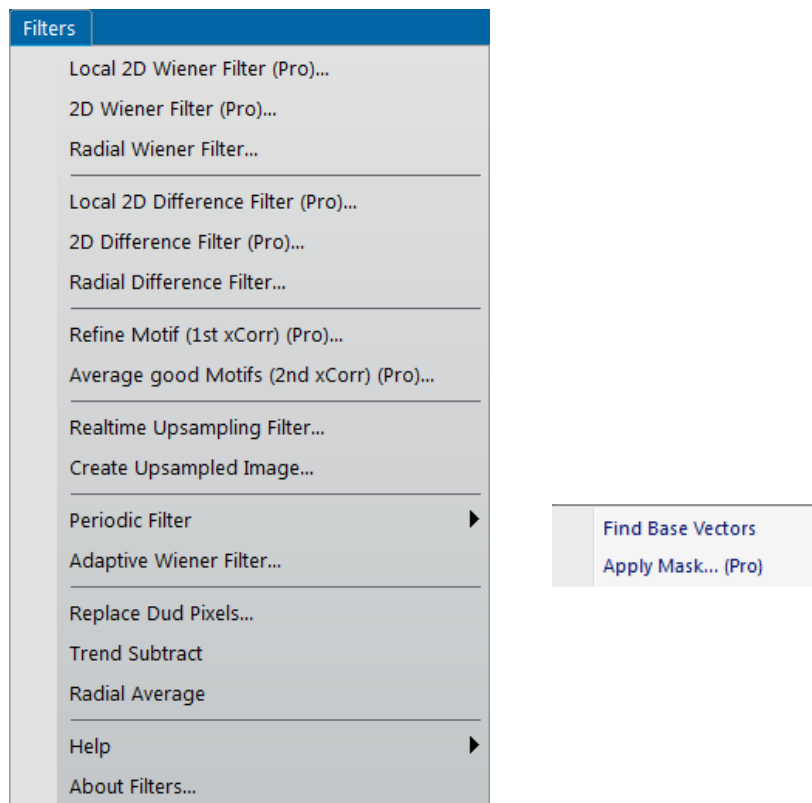 Filters
Local 2D Wiener Filter (Pro)...
2D Wiener Filter (Pro)...
Radial Wiener Filter...
Local 2D Difference Filter (Pro)...
2D Difference Filter (Pro)...
Radial Difference Filter...
Refine Motif (1st xCorr) (Pro)...
Average good Motifs (2nd xCorr) (Pro)...
Realtime Upsampling Filter...
Create Upsampled Image...
Periodic Filter
Adaptive Wiener Filter...
Replace Dud Pixels...
Trend Subtract
Radial Average
Help
About Filters...
Find Base Vectors
Apply Mask... (Pro)